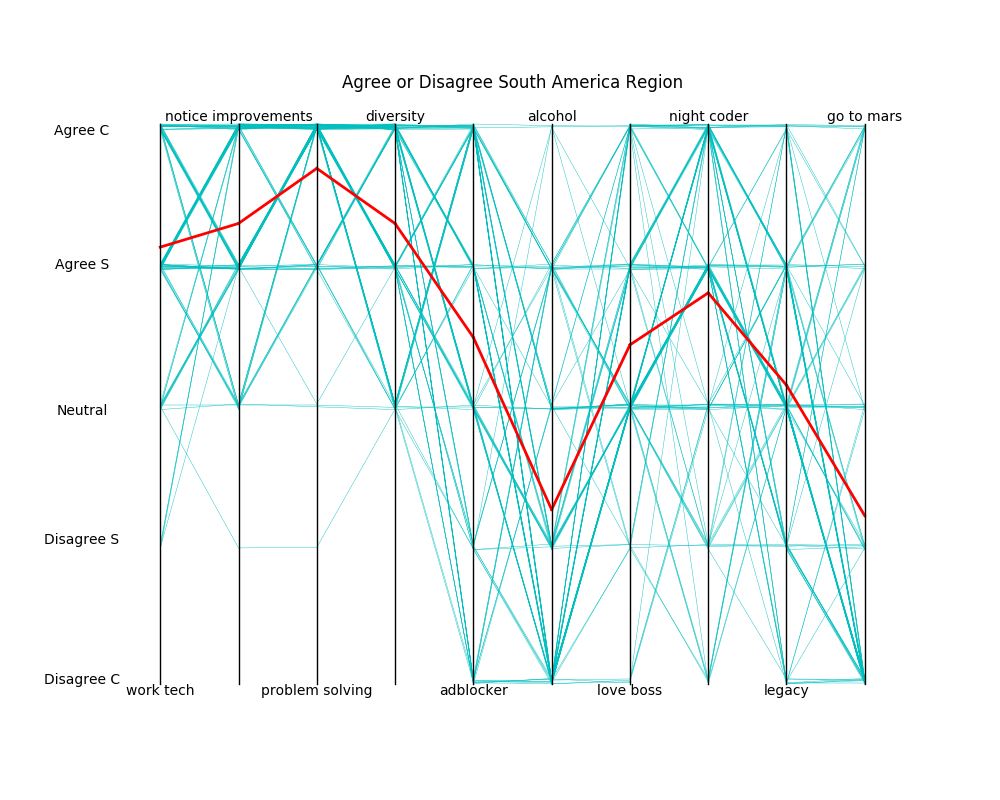 Agree or Disagree South America Region
notice improvements
diversity
alcohol
night coder
go to mars
Agree C
Agree S
Neutral
Disagree S
Disagree C
work tech
problem solving
adblocker
love boss
legacy